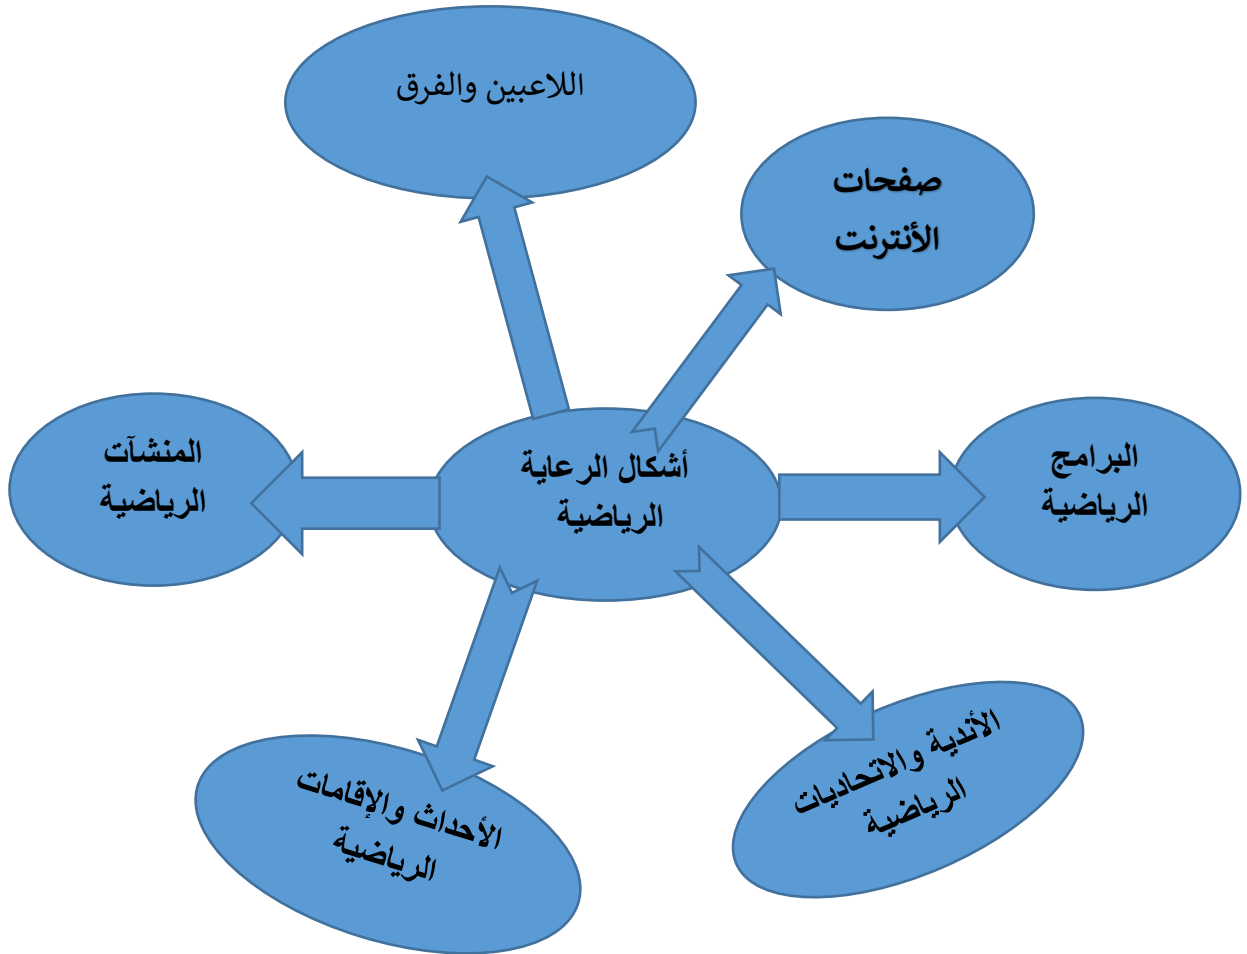 اللاعبين والفرق
صفحات
الأنترنت
المنشآت
الرياضية
أشكال الرعاية
الرياضية
البرامج
الرياضية
الأحداث والإقامات
الرياضية
الأندية والاتحاديات
الرياضية